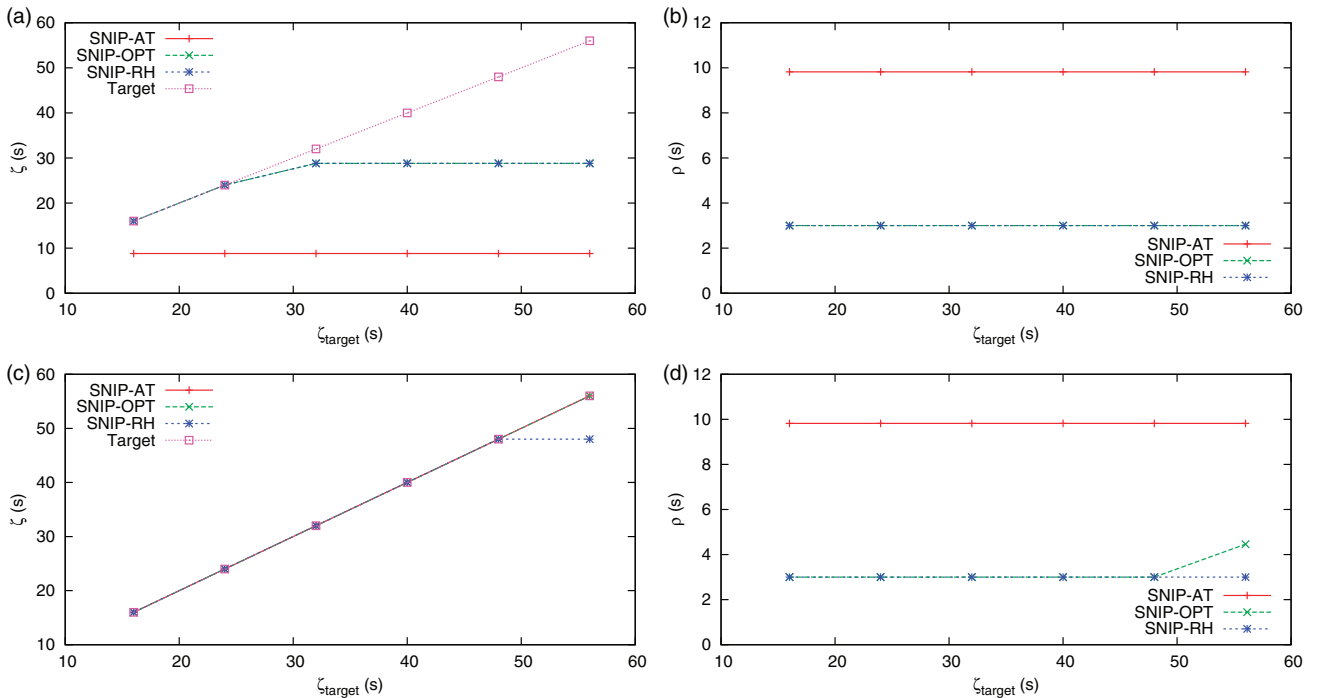 (a)
60
50
40
30
20
10
0
ζ (s)
SNIP-AT
SNIP-OPT
SNIP-RH
Target
10 20 30 40 50 60
ζtarget (s)
(b)
12
10
8
6
4
2
0
ρ (s)
SNIP-AT
SNIP-OPT
SNIP-RH
10 20 30 40 50 60
ζtarget (s)
(c)
60
50
40
30
20
10
ζ (s)
SNIP-AT
SNIP-OPT
SNIP-RH
Target
10 20 30 40 50 60
ζtarget (s)
(d)
12
10
8
6
4
2
0
ρ (s)
SNIP-AT
SNIP-OPT
SNIP-RH
10 20 30 40 50 60
ζtarget (s)